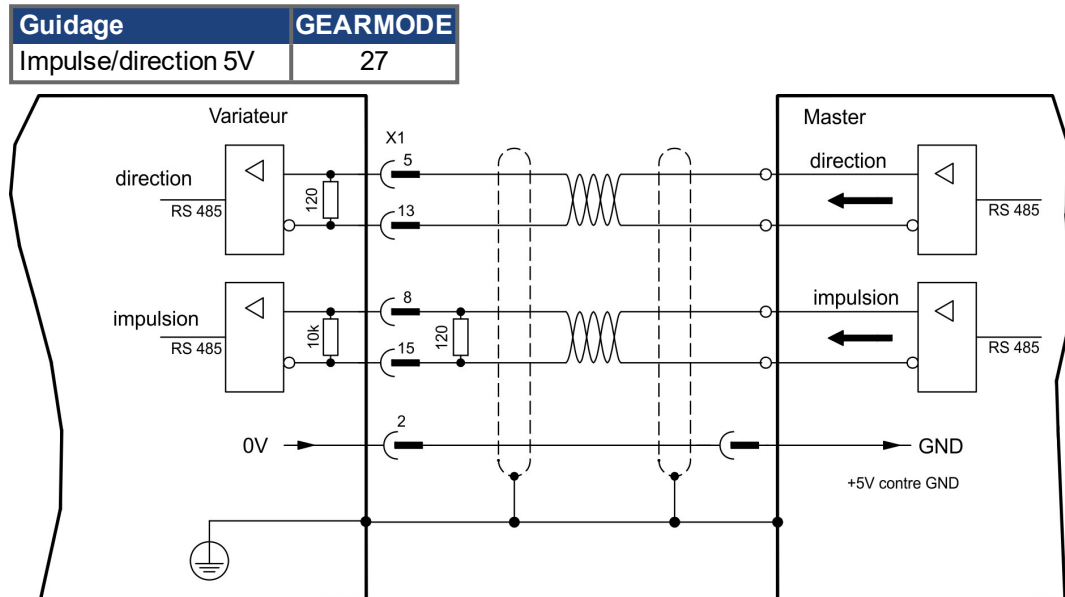 Guidage GEARMODE
Impulse/direction 5V 27
Variateur
Master
X1
direction
RS 485
120
5
13
direction
RS 485
impulsion
RS 485
10k
8
15
120
impulsion
RS 485
0V
2
GND
+5V contre GND